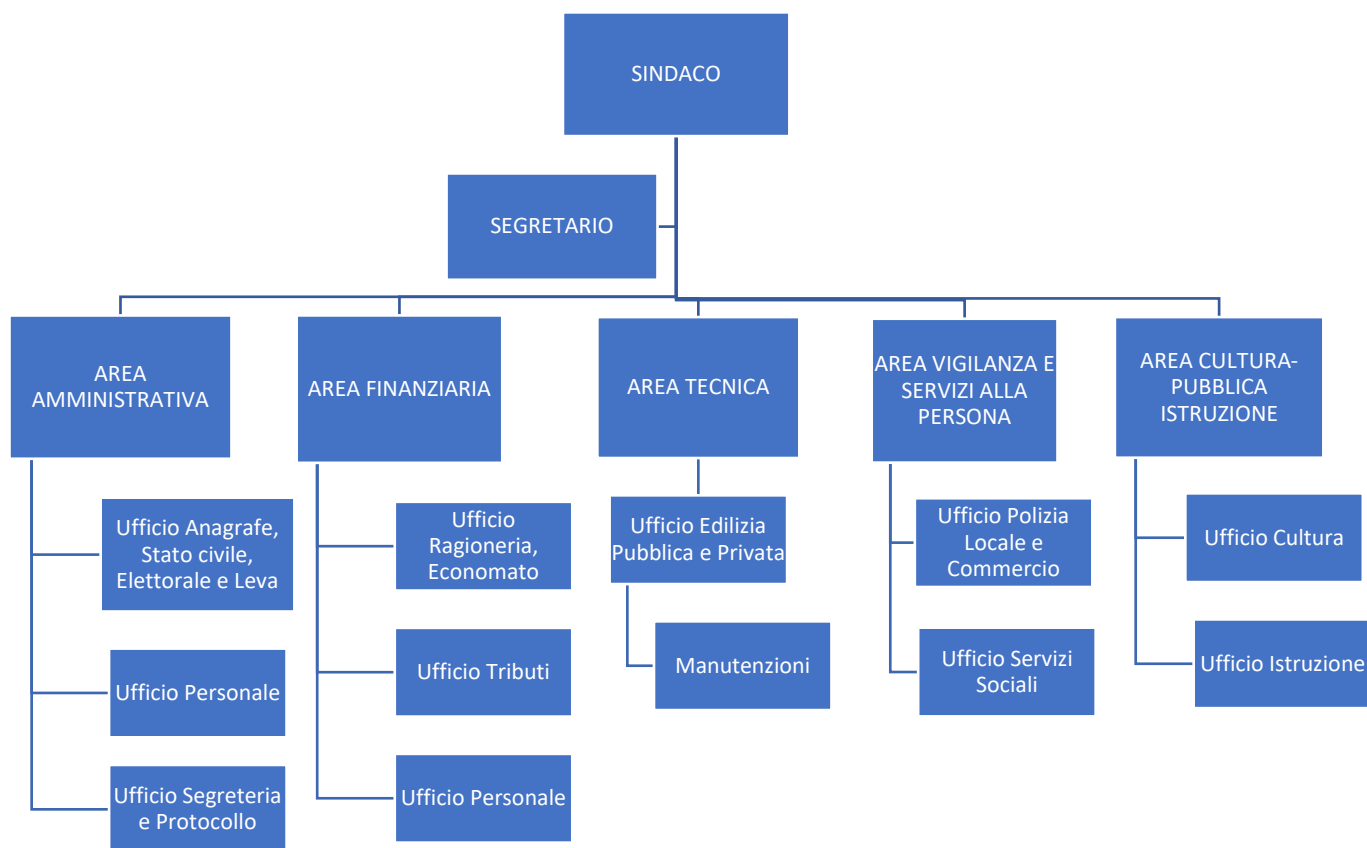 SINDACO
SEGRETARIO
AREA
AMMINISTRATIVA
AREA FINANZIARIA
AREA TECNICA
AREA VIGILANZA E
SERVIZI ALLA
PERSONA
AREA CULTURA-
PUBBLICA
ISTRUZIONE
Ufficio Anagrafe,
Stato civile,
Elettorale e Leva
Ufficio Personale
Ufficio Segreteria
e Protocollo
Ufficio
Ragioneria,
Economato
Ufficio Tributi
Ufficio Personale
Ufficio Edilizia
Pubblica e Privata
Manutenzioni
Ufficio Polizia
Locale e
Commercio
Ufficio Servizi
Sociali
Ufficio Cultura
Ufficio Istruzione